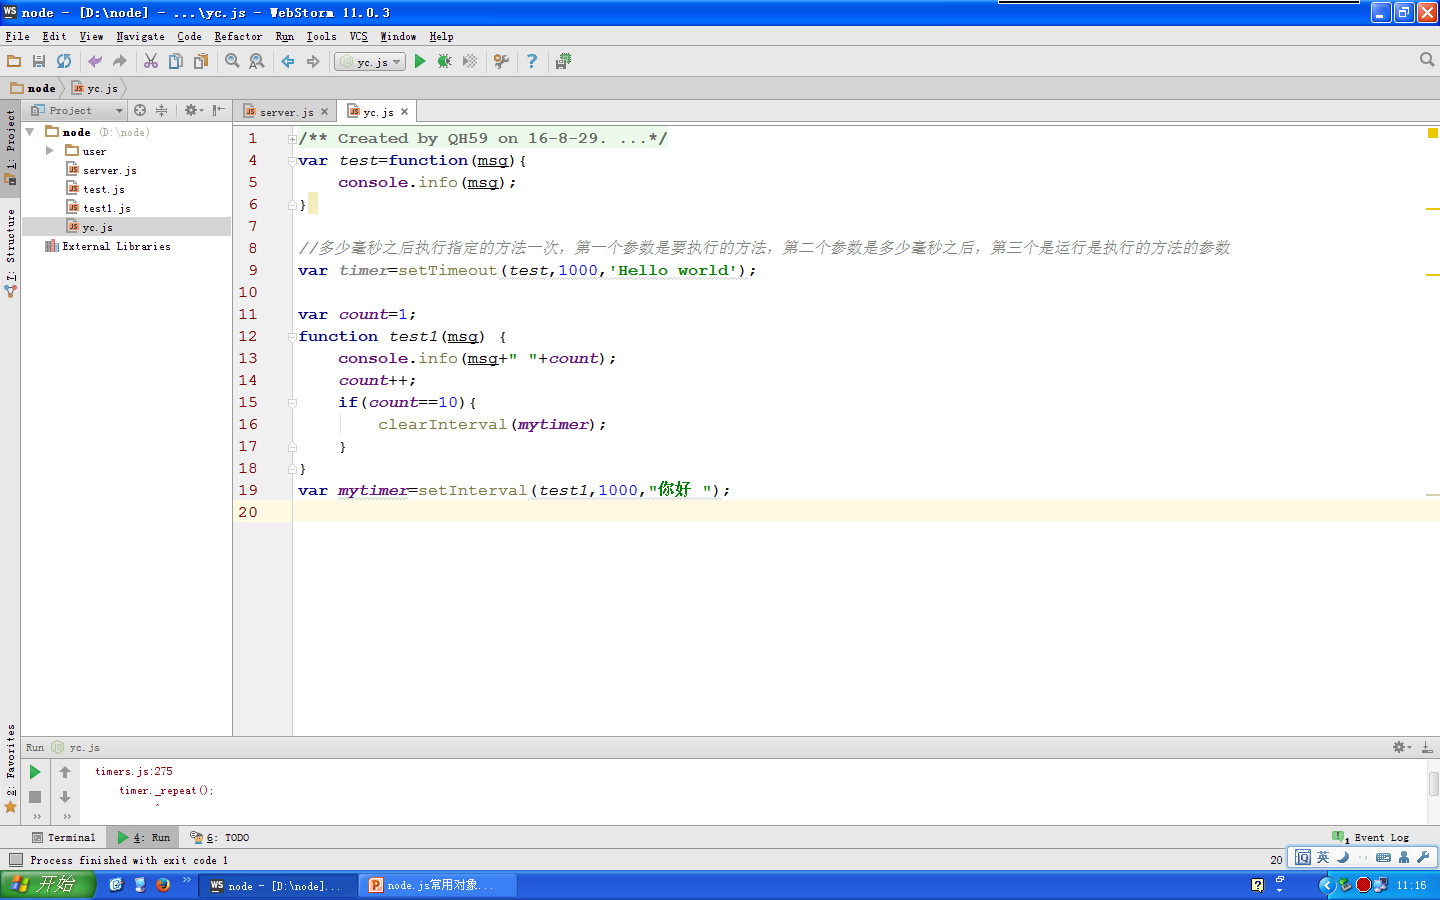 node - [D:\node] - ...\yc.js - WebStorm 11.0.3
File Edit View Navigate Code Refactor Run Tools VCS Window Help
yc.js
node yc.js
Project
server.js yc.js
1: Project
7: Structure
2: Favorites
node (D:\node)
user
server.js
test.js
test1.js
yc.js
External Libraries
1 /** Created by QH59 on 16-8-29. ...*/
4 var test=function(msg){
5 console.info(msg);
6 }
7
8 //多少毫秒之后执行指定的方法一次，第一个参数是要执行的方法，第二个参数是多少毫秒之后，第三个是运行是执行的方法的参数
9 var timer=setTimeout(test,1000,'Hello world');
10
11 var count=1;
12 function test1(msg) {
13 console.info(msg+" "+count);
14 count++;
15 if(count==10){
16 clearInterval(mytimer);
17 }
18 }
19 var mytimer=setInterval(test1,1000,"你好 ");
20
Run yc.js
timers.js:275
timer._repeat();
^
Terminal 4: Run 6: TODO 1 Event Log
Process finished with exit code 1
20 英
开始 node - [D:\node]... node.js常用对象... 11:16